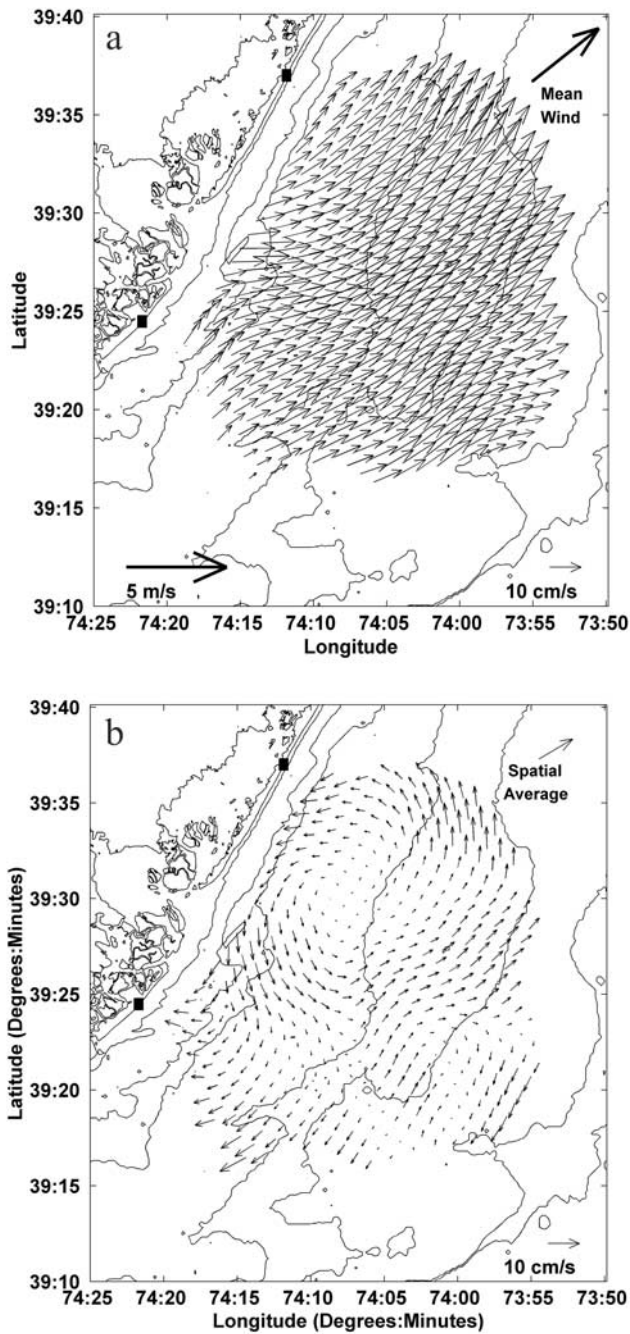 a
39:40
Mean
Wind
39:35
39:30
Latitude
39:25
39:20
39:15
5 m/s
10 cm/s
39:10
74:25 74:20 74:15 74:10 74:05 74:00 73:55 73:50
Longitude
b
39:40
Spatial
Average
39:35
39:30
Latitude (Degrees:Minutes)
39:25
39:20
39:15
10 cm/s
39:10
74:25 74:20 74:15 74:10 74:05 74:00 73:55 73:50
Longitude (Degrees:Minutes)